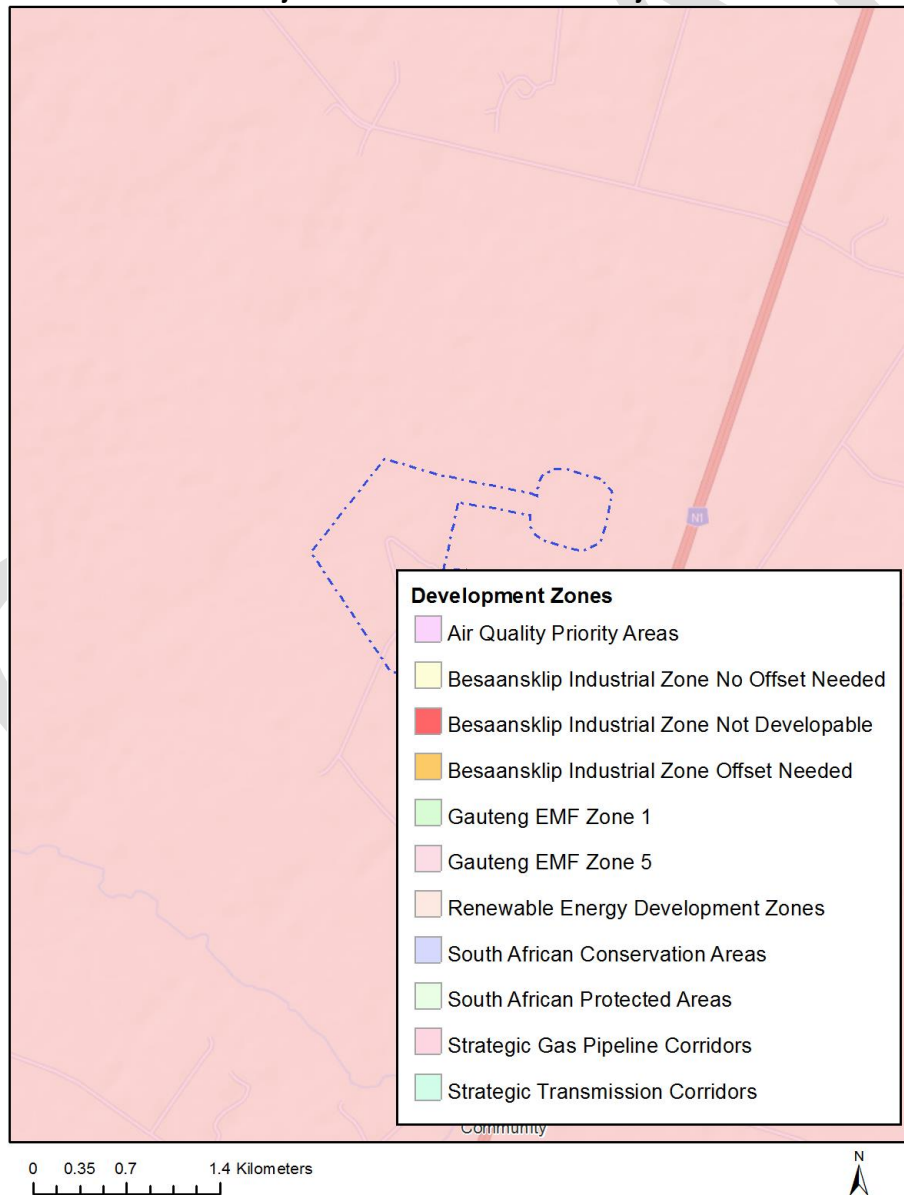 N1
Development Zones
Air Quality Priority Areas
Besaansklip Industrial Zone No Offset Needed
Besaansklip Industrial Zone Not Developable
Besaansklip Industrial Zone Offset Needed
Gauteng EMF Zone 1
Gauteng EMF Zone 5
Renewable Energy Development Zones
South African Conservation Areas
South African Protected Areas
Strategic Gas Pipeline Corridors
Strategic Transmission Corridors
Community
0 0.35 0.7 1.4 Kilometers
N